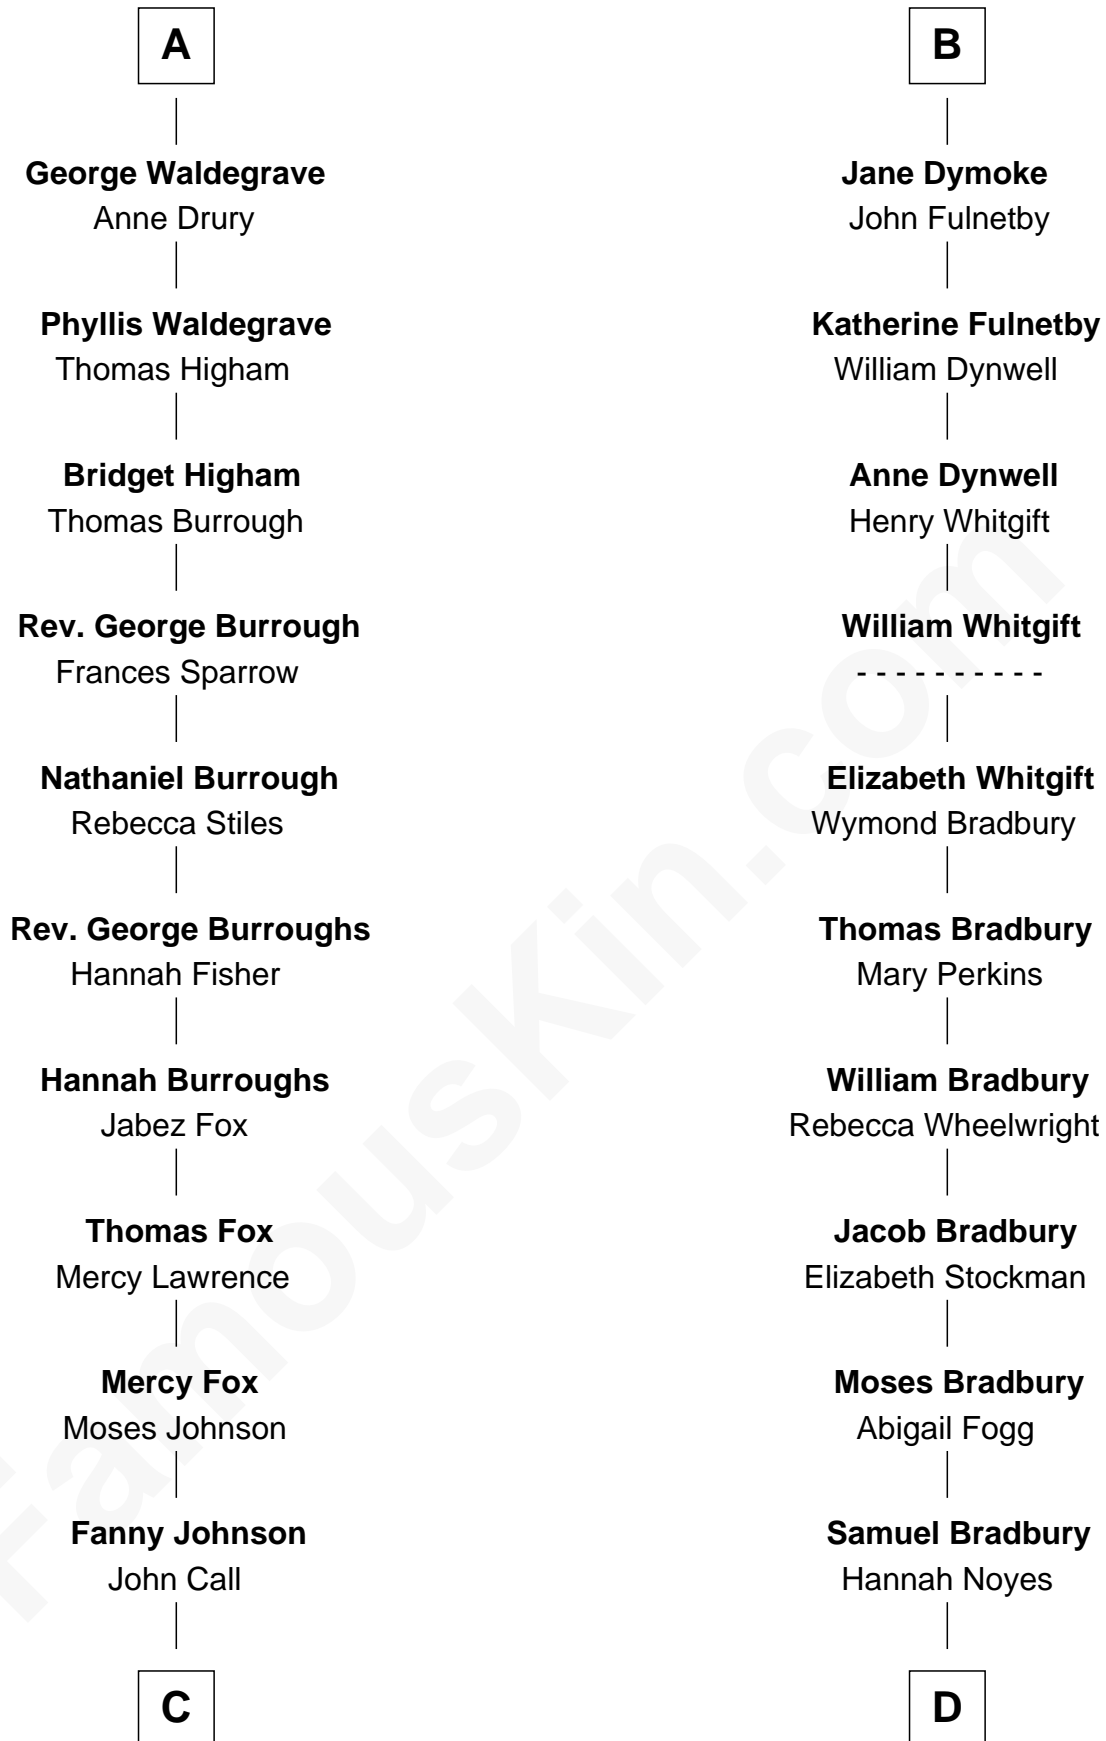 A
George Waldegrave
Anne Drury
Phyllis Waldegrave
Thomas Higham
Bridget Higham
Thomas Burrough
Rev. George Burrough
Frances Sparrow
Nathaniel Burrough
Rebecca Stiles
Rev. George Burroughs
Hannah Fisher
Hannah Burroughs
Jabez Fox
Thomas Fox
Mercy Lawrence
Mercy Fox
Moses Johnson
Fanny Johnson
John Call
C
B
Jane Dymoke
John Fulnetby
Katherine Fulnetby
William Dynwell
Anne Dynwell
Henry Whitgift
William Whitgift
- - - - - - - - - -
Elizabeth Whitgift
Wymond Bradbury
Thomas Bradbury
Mary Perkins
William Bradbury
Rebecca Wheelwright
Jacob Bradbury
Elizabeth Stockman
Moses Bradbury
Abigail Fogg
Samuel Bradbury
Hannah Noyes
D
FamousKin.com